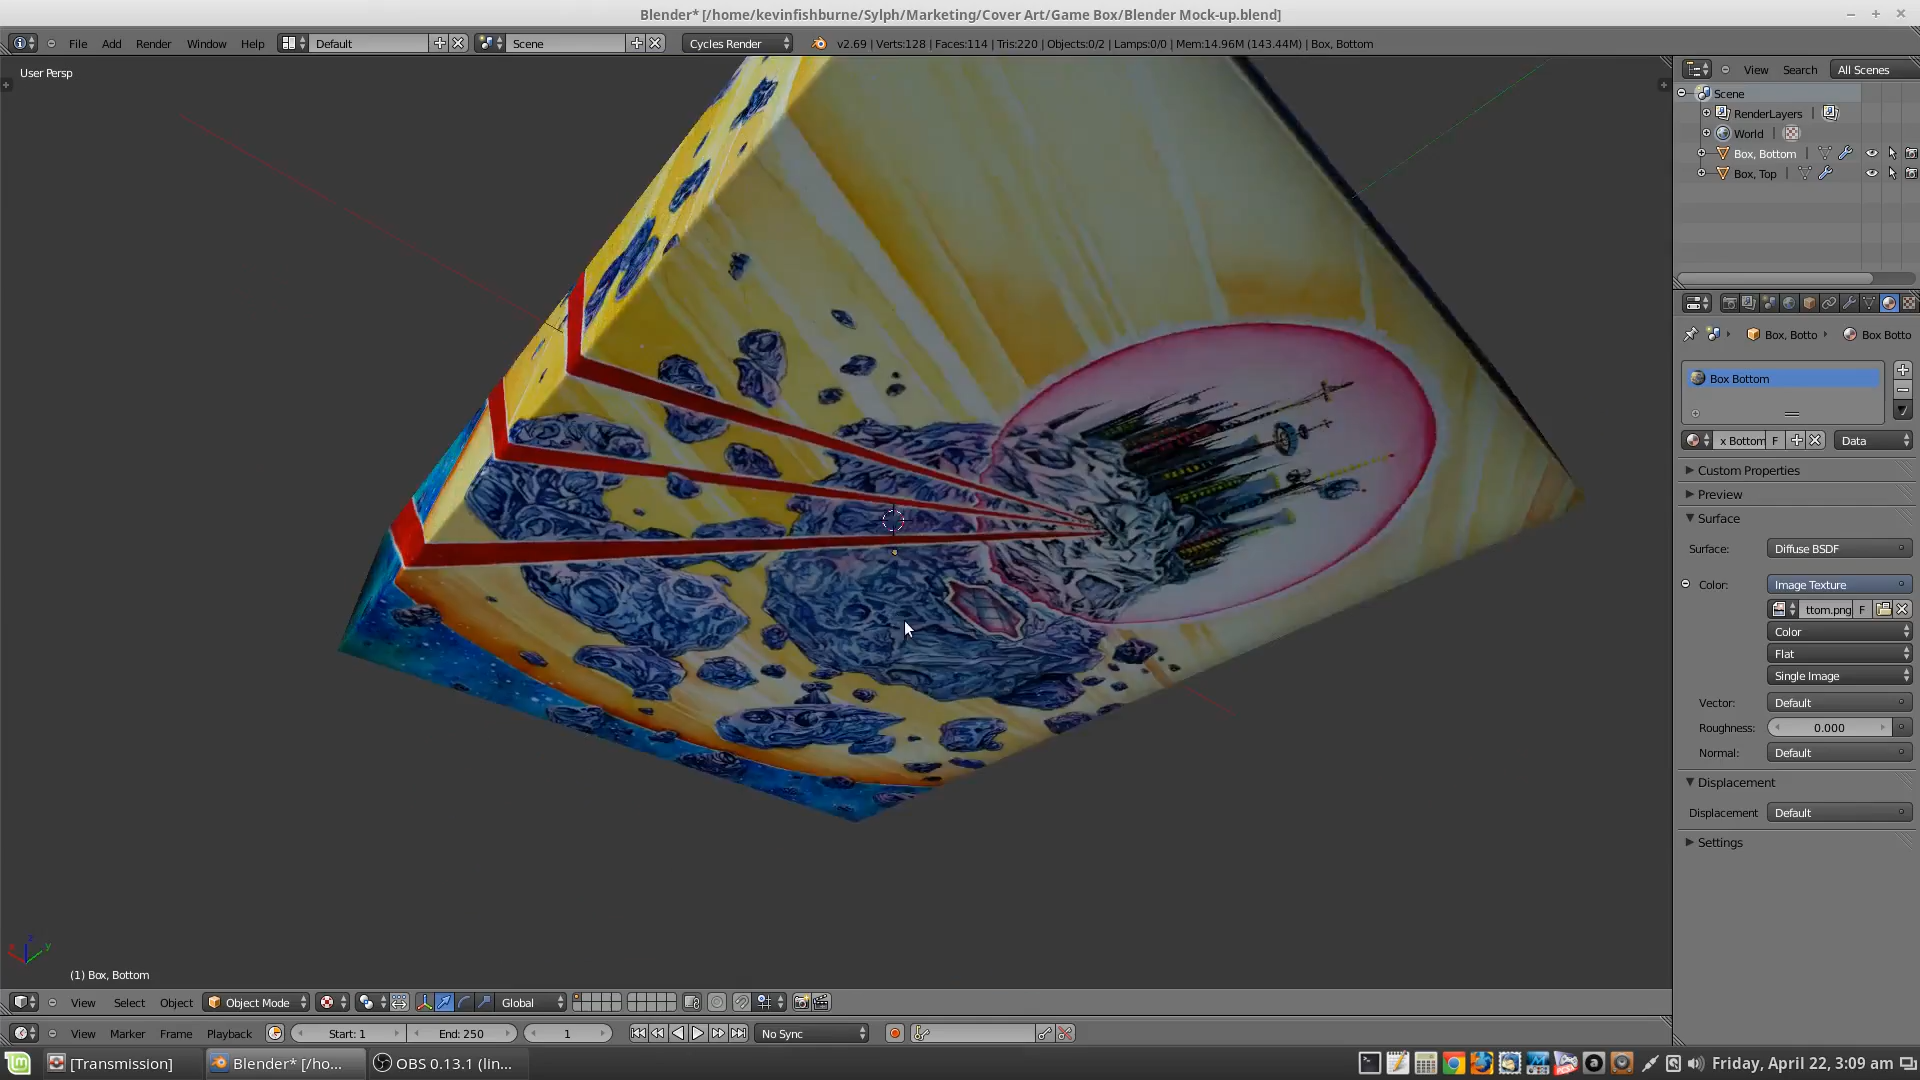 Blender* [/home/kevinfishburne/Sylph/Marketing/Cover Art/Game Box/Blender Mock-up.blend]
File Add Render Window Help Default Scene Cycles Render v2.69 | Verts:128 | Faces:114 | Tris:220 | Objects:0/2 | Lamps:0/0 | Mem:14.96M (143.44M) | Box, Bottom
User Persp
View Search All Scenes
Scene
RenderLayers
World
Box, Bottom
Box, Top
Box, Botto Box Botto
Box Bottom
x Bottom F Data
Custom Properties
Preview
Surface
Surface: Diffuse BSDF
Color: Image Texture
ttom.png F
Color
Flat
Single Image
Vector: Default
Roughness: 0.000
Normal: Default
Displacement
Displacement Default
Settings
x z y
(1) Box, Bottom
View Select Object Object Mode Global
View Marker Frame Playback Start: 1 End: 250 1 No Sync
[Transmission] Blender* [/ho... OBS 0.13.1 (lin... Friday, April 22, 3:09 am